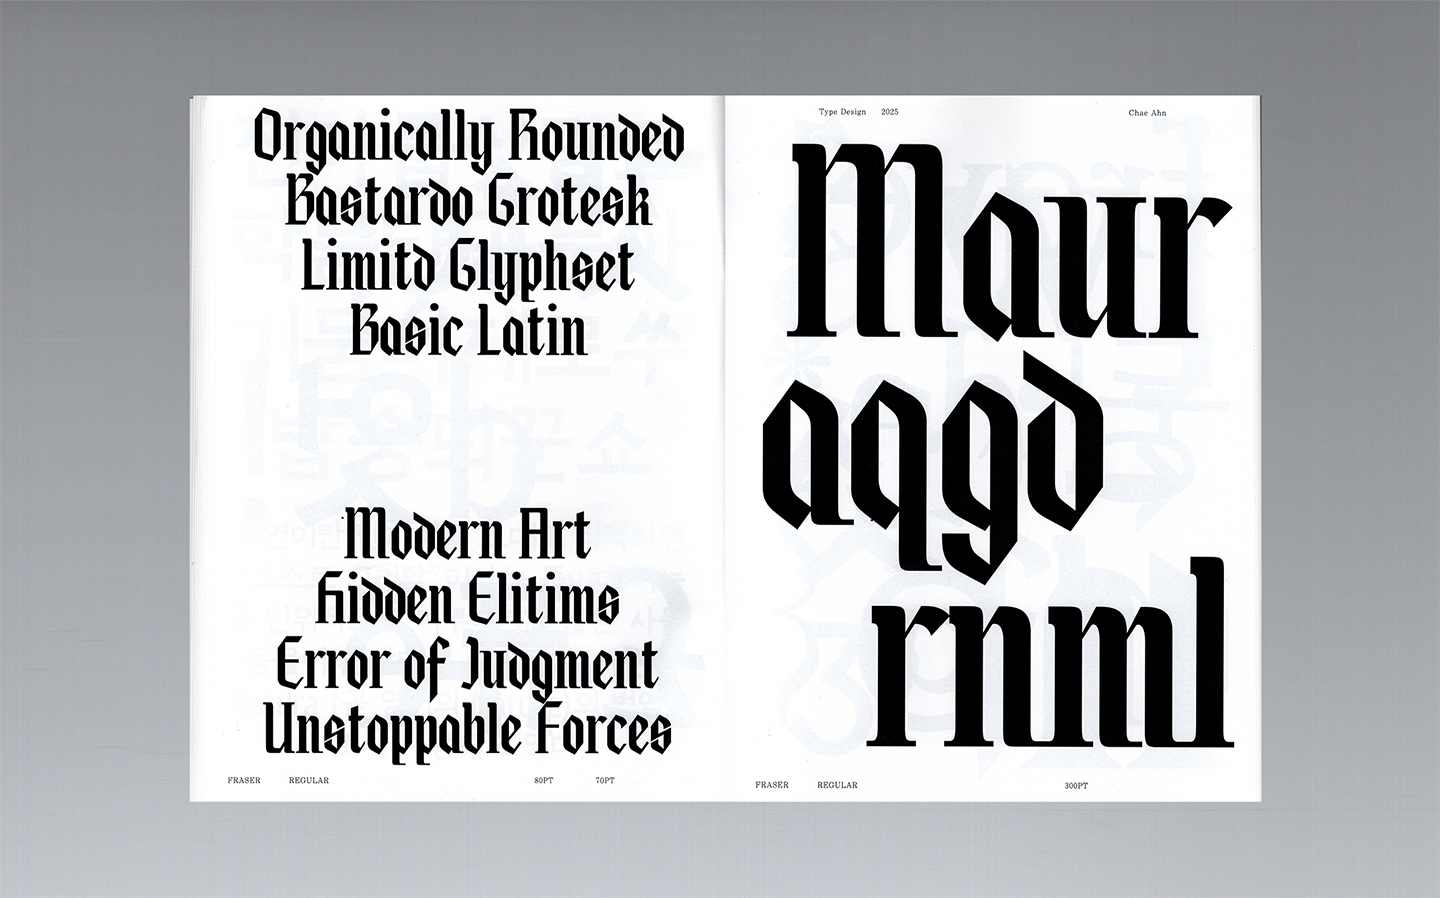 Organically Rounded
Bastardo Grotesk
Limitd Glyphset
Basic Latin
Modern Art
Hidden Elitims
Error of Judgment
Unstoppable Forces
FRASER REGULAR 80PT 70PT
Type Design 2025 Chae Ahn
Maur
aqgd
rnml
FRASER REGULAR 300PT